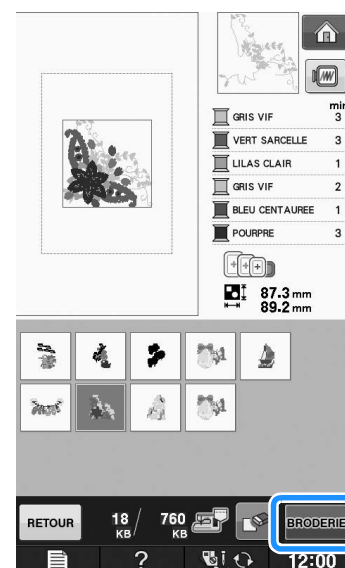 min
GRIS VIF 3
VERT SARCELLE 3
LILAS CLAIR 1
GRIS VIF 2
BLEU CENTAUREE 1
POURPRE 3
87.3 mm
89.2 mm
RETOUR
18 KB / 760 KB
BRODERIE
?
12:00